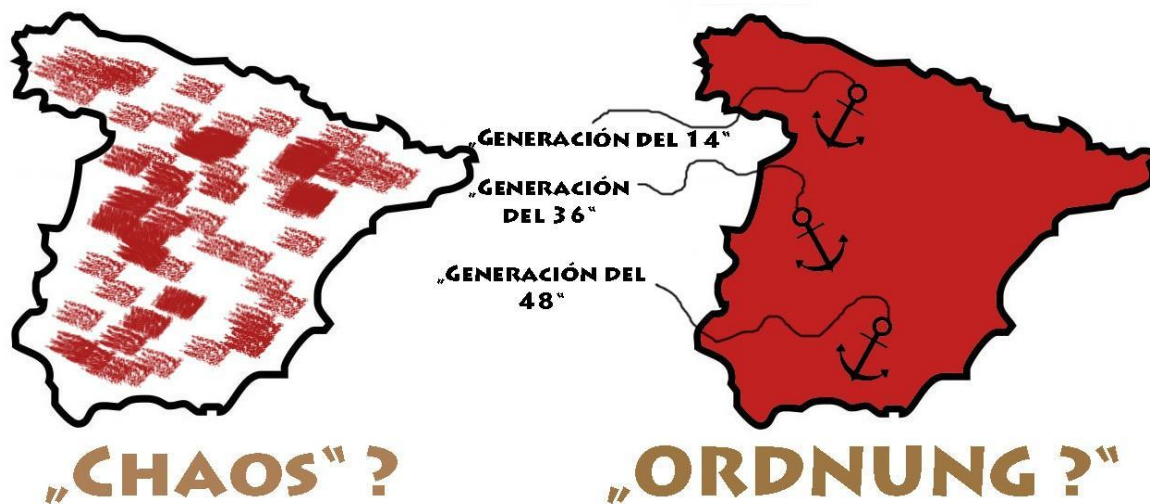 „Generación del 14“
„Generación
del 36“
„Generación del
48“
„Chaos“ ?
„ORDNUNG ?“